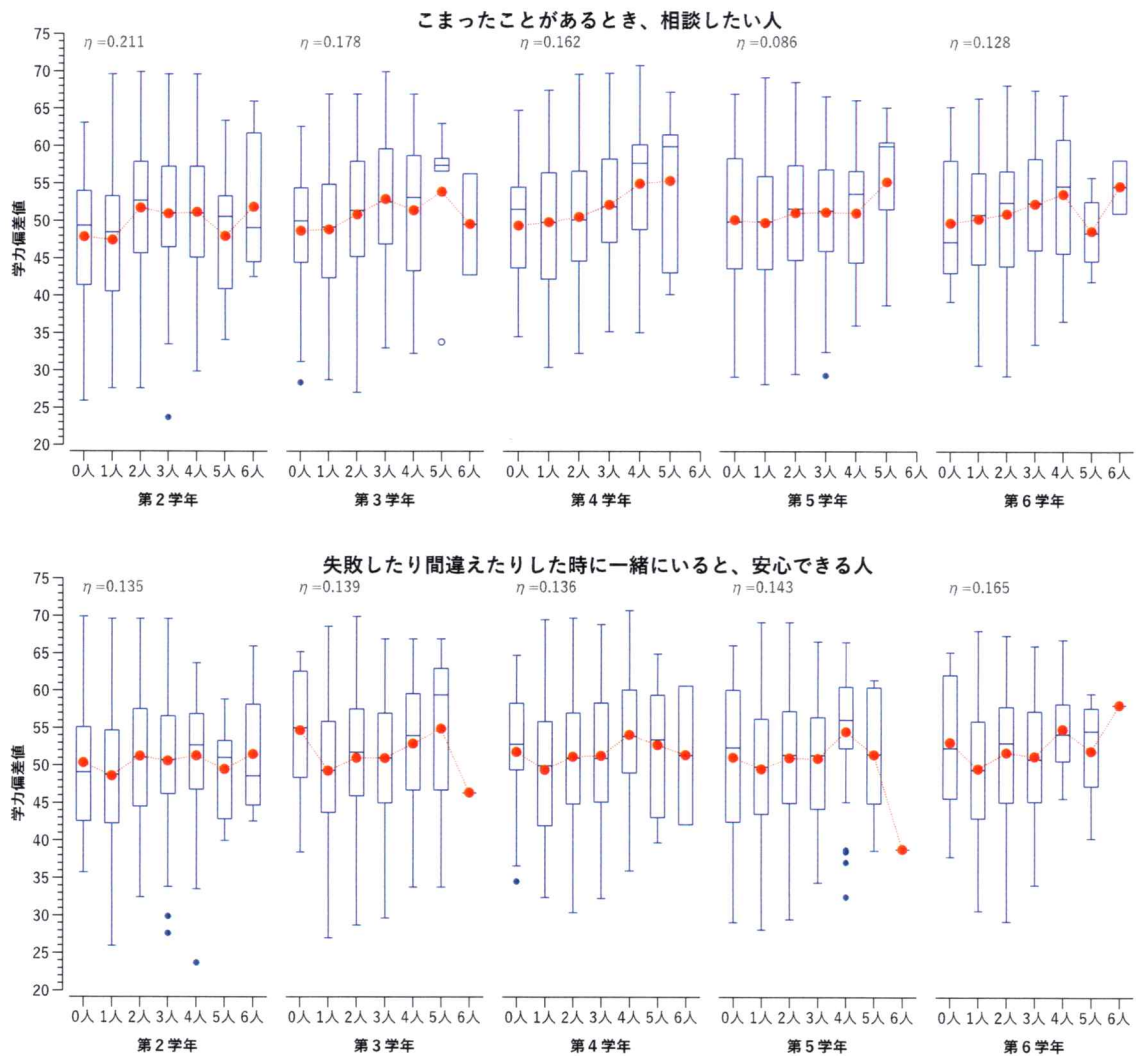 こまったことがあるとき、相談したい人
η=0.211 η=0.178 η=0.162 η=0.086 η=0.128
75
70
65
60
55
50
45
40
35
30
25
20
学力偏差値
0人 1人 2人 3人 4人 5人 6人 0人 1人 2人 3人 4人 5人 6人 0人 1人 2人 3人 4人 5人 6人 0人 1人 2人 3人 4人 5人 6人 0人 1人 2人 3人 4人 5人 6人
第2学年 第3学年 第4学年 第5学年 第6学年
失敗したり間違えたりした時に一緒にいると、安心できる人
η=0.135 η=0.139 η=0.136 η=0.143 η=0.165
75
70
65
60
55
50
45
40
35
30
25
20
学力偏差値
0人 1人 2人 3人 4人 5人 6人 0人 1人 2人 3人 4人 5人 6人 0人 1人 2人 3人 4人 5人 6人 0人 1人 2人 3人 4人 5人 6人 0人 1人 2人 3人 4人 5人 6人
第2学年 第3学年 第4学年 第5学年 第6学年